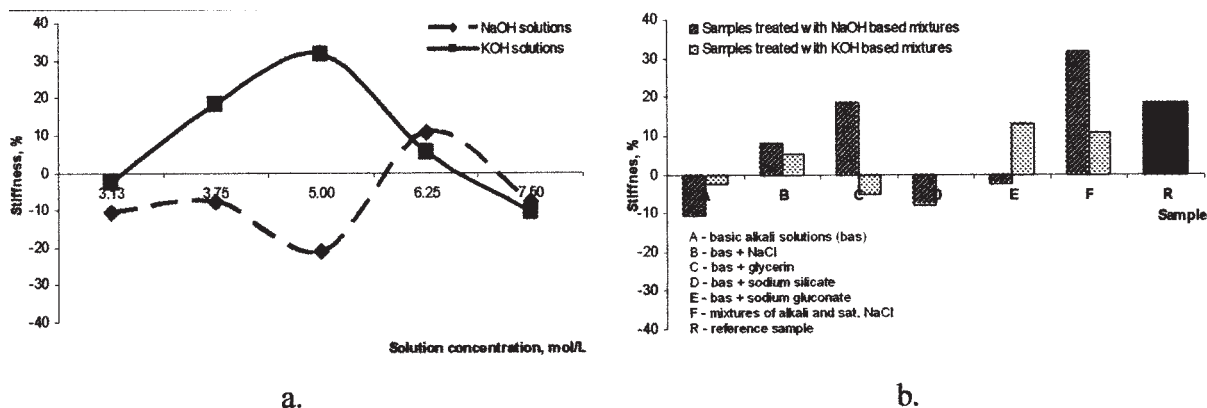 Stiffness, %
40
30
20
10
0
-10
-20
-30
-40
NaOH solutions
KOH solutions
3.13 3.75 5.00 6.25 7.50
Solution concentration, mol/L
a.
Stiffnes, %
40
30
20
10
0
-10
-20
-30
-40
Samples treated with NaOH based mixtures
Samples treated with KOH based mixtures
A B C D E F R
Sample
A - basic alkali solutions (bas)
B - bas + NaCl
C - bas + glycerin
D - bas + sodium silicate
E - bas + sodium gluconate
F - mixtures of alkali and sat. NaCl
R - reference sample
b.